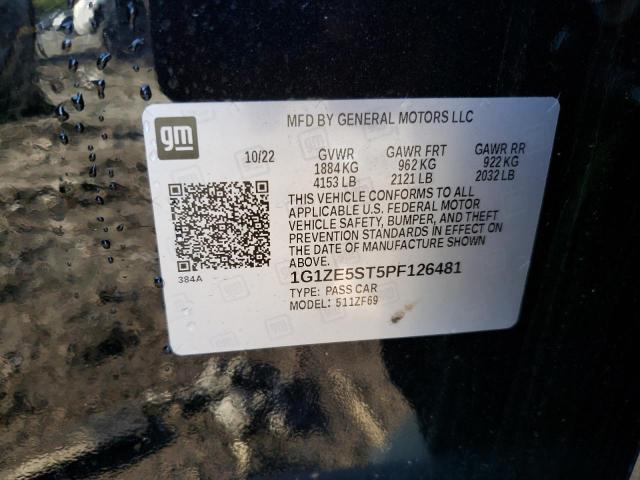 gm
MFD BY GENERAL MOTORS LLC
10/22 GVWR GAWR FRT GAWR RR
1884 KG 962 KG 922 KG
4153 LB 2121 LB 2032 LB
THIS VEHICLE CONFORMS TO ALL
APPLICABLE U.S. FEDERAL MOTOR
VEHICLE SAFETY, BUMPER, AND THEFT
PREVENTION STANDARDS IN EFFECT ON
THE DATE OF MANUFACTURE SHOWN
ABOVE.
384A
1G1ZE5ST5PF126481
TYPE: PASS CAR
MODEL: 511ZF69